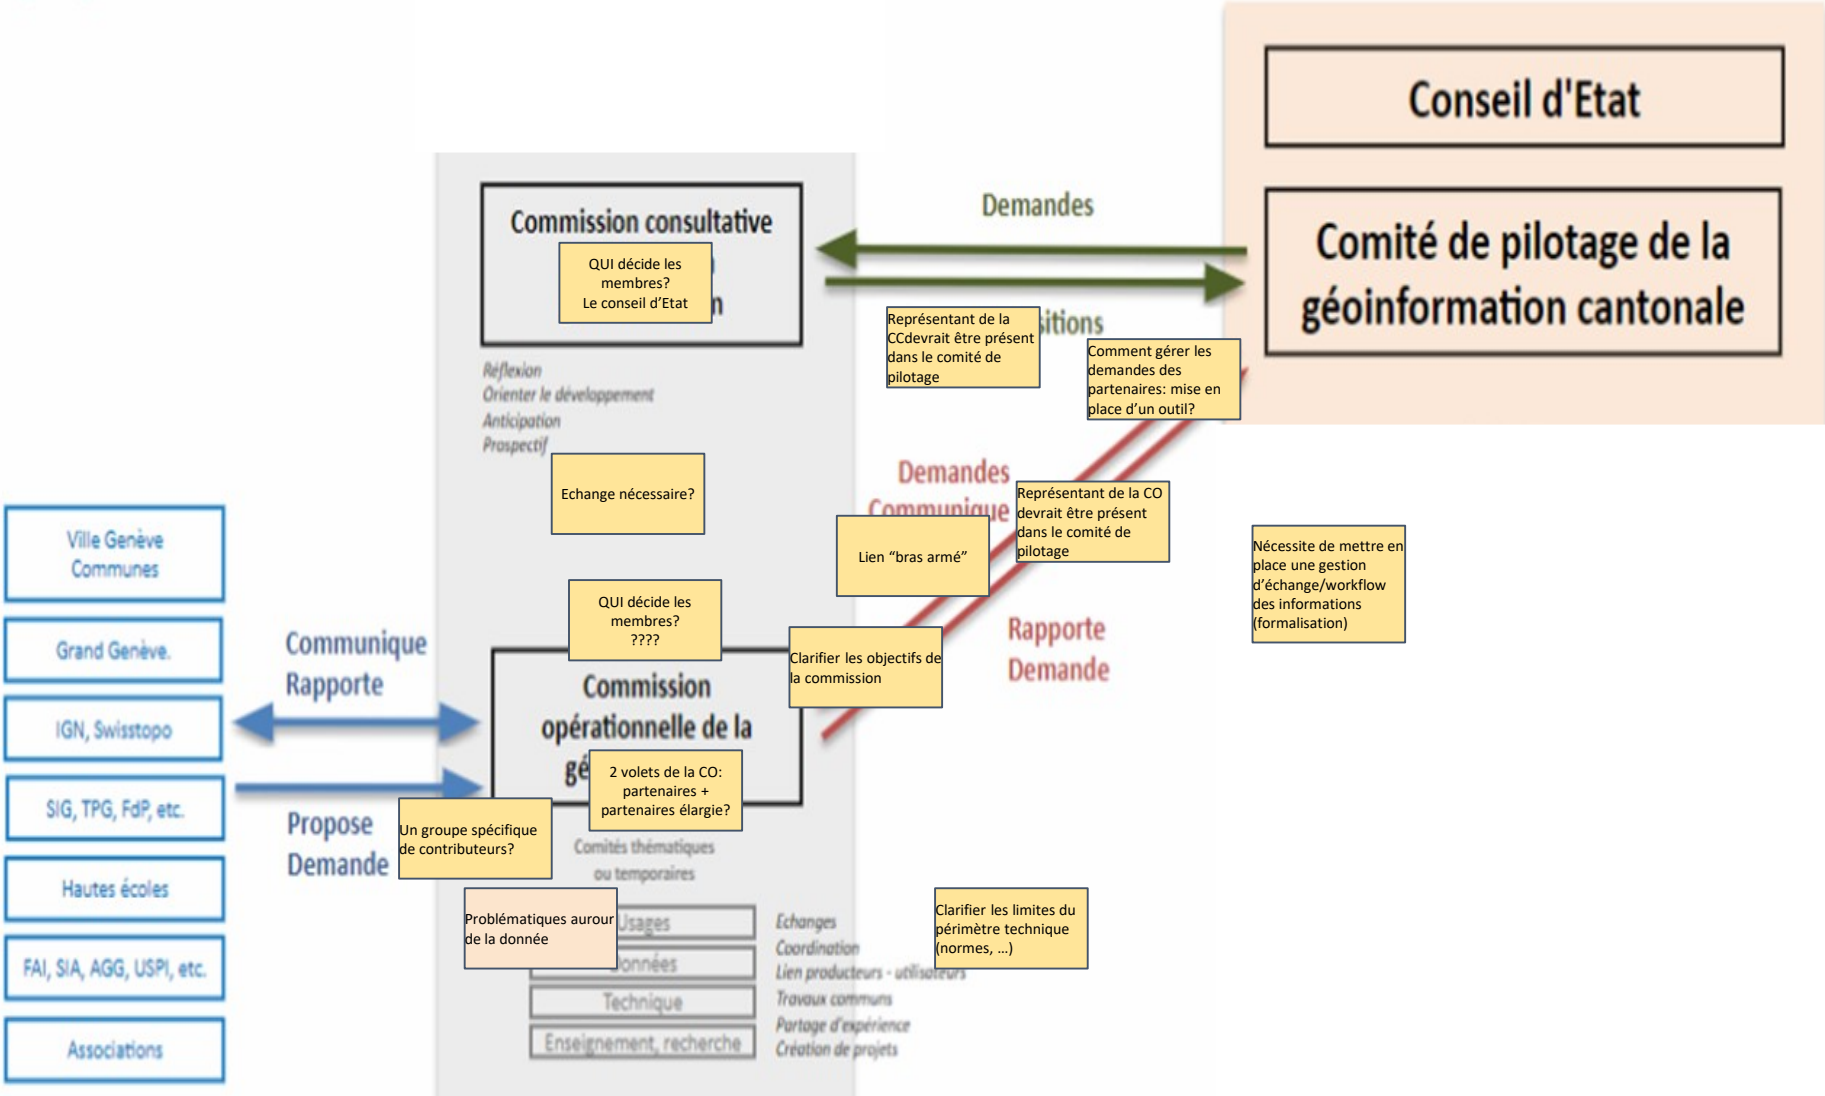 Conseil d'Etat
Comité de pilotage de la
géoinformation cantonale
Commission consultative
QUI décide les
membres?
Le conseil d’Etat
Demandes
Représentant de la
CCdevrait être présent
dans le comité de
pilotage
Comment gérer les
demandes des
partenaires: mise en
place d’un outil?
Réflexion
Orienter le développement
Anticipation
Prospectif
Echange nécessaire?
Demandes
Communique
Représentant de la CO
devrait être présent
dans le comité de
pilotage
Lien “bras armé”
Nécessite de mettre en
place une gestion
d’échange/workflow
des informations
(formalisation)
Rapporte
Demande
Ville Genève
Communes
Grand Genève.
IGN, Swisstopo
SIG, TPG, FdP, etc.
Hautes écoles
FAI, SIA, AGG, USPI, etc.
Associations
Communique
Rapporte
Propose
Demande
QUI décide les
membres?
????
Clarifier les objectifs de
la commission
Commission
opérationnelle de la
2 volets de la CO:
partenaires +
partenaires élargie?
Un groupe spécifique
de contributeurs?
Comités thématiques
ou temporaires
Problématiques aurour
de la donnée
Usages
Données
Technique
Enseignement, recherche
Echanges
Coordination
Lien producteurs - utilisateurs
Travaux communs
Partage d'expérience
Création de projets
Clarifier les limites du
périmètre technique
(normes, …)